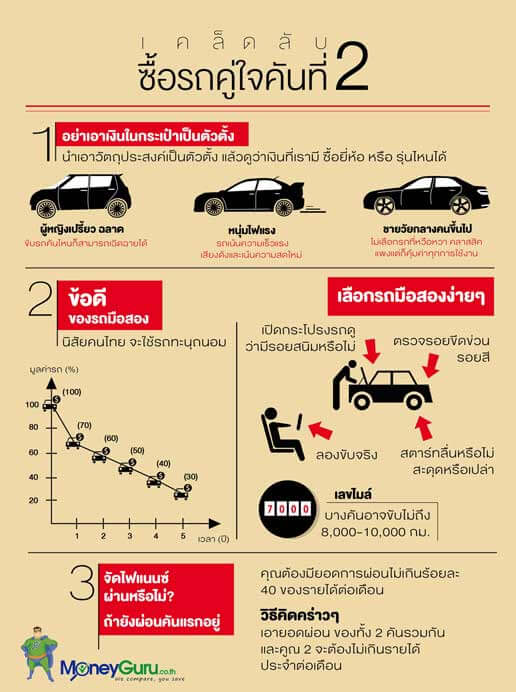 เคล็ดลับ
ซื้อรถคู่ใจคันที่ 2
1
อย่าเอาเงินในกระเป๋าเป็นตัวตั้ง
นำเอาวัตถุประสงค์เป็นตัวตั้ง แล้วดูว่าเงินที่เรามี ซื้อยี่ห้อ หรือ รุ่นไหนได้
ผู้หญิงเปรี้ยว ฉลาด
ขับรถคันไหนก็สามารถเฉิดฉายได้
หนุ่มไฟแรง
รถเน้นความเร็วแรง
เสียงดังและเน้นความสดใหม่
ชายวัยกลางคนขึ้นไป
ไม่เลือกรถที่หวือหวา คลาสสิค
แพงแต่ก็คุ้มค่าทุกการใช้งาน
2
ข้อดี
ของรถมือสอง
นิสัยคนไทย จะใช้รถทะนุถนอม
มูลค่ารถ (%)
100
80
60
40
20
(100)
(70)
(60)
(50)
(40)
(30)
1 2 3 4 5
เวลา (ปี)
เลือกรถมือสองง่ายๆ
เปิดกระโปรงรถดู
ว่ามีรอยสนิมหรือไม่
ตรวจรอยขีดข่วน
รอยสี
ลองขับจริง
สตาร์ทลื่นหรือไม่
สะดุดหรือเปล่า
7000
เลขไมล์
บางคันอาจขับไม่ถึง
8,000-10,000 กม.
3
จัดไฟแนนซ์
ผ่านหรือไม่?
ถ้ายังผ่อนคันแรกอยู่
คุณต้องมียอดการผ่อนไม่เกินร้อยละ
40 ของรายได้ต่อเดือน
วิธีคิดคร่าวๆ
เอายอดผ่อน ของทั้ง 2 คันรวมกัน
และคูณ 2 จะต้องไม่เกินรายได้
ประจำต่อเดือน
MoneyGuru.co.th
We compare, you save